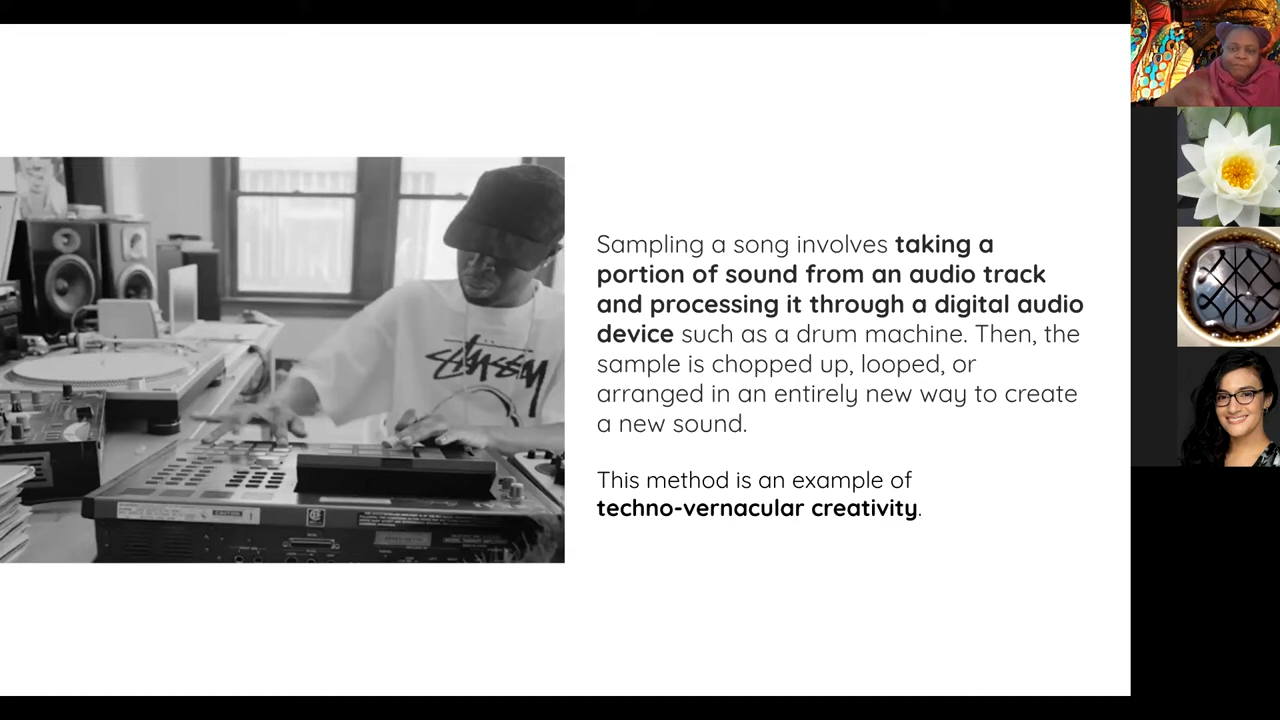 Sampling a song involves taking a
portion of sound from an audio track
and processing it through a digital audio
device such as a drum machine. Then, the
sample is chopped up, looped, or
arranged in an entirely new way to create
a new sound.
This method is an example of
techno-vernacular creativity.
STÜSSY
CAUTION